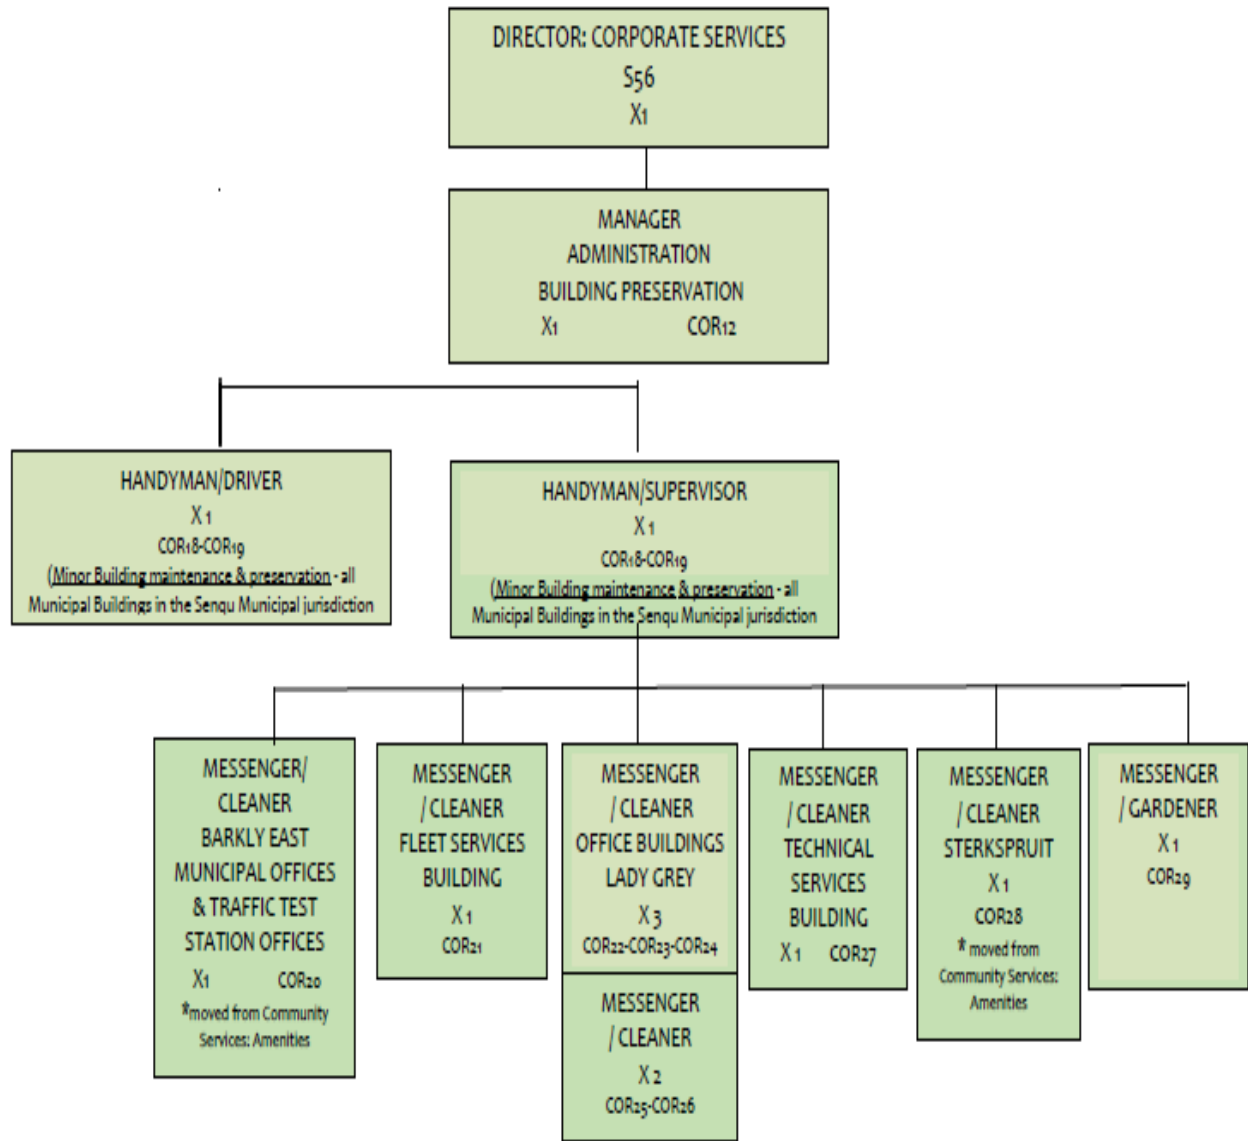 DIRECTOR: CORPORATE SERVICES
S56
X1
MANAGER
ADMINISTRATION
BUILDING PRESERVATION
X1 COR12
HANDYMAN/DRIVER
X 1
COR18-COR19
(Minor Building maintenance & preservation - all
Municipal Buildings in the Senqu Municipal jurisdiction
HANDYMAN/SUPERVISOR
X 1
COR18-COR19
(Minor Building maintenance & preservation - all
Municipal Buildings in the Senqu Municipal jurisdiction
MESSENGER/
CLEANER
BARKLY EAST
MUNICIPAL OFFICES
& TRAFFIC TEST
STATION OFFICES
X1 COR20
*moved from Community
Services: Amenities
MESSENGER
/ CLEANER
FLEET SERVICES
BUILDING
X 1
COR21
MESSENGER
/ CLEANER
OFFICE BUILDINGS
LADY GREY
X 3
COR22-COR23-COR24
MESSENGER
/ CLEANER
X 2
COR25-COR26
MESSENGER
/ CLEANER
TECHNICAL
SERVICES
BUILDING
X 1 COR27
MESSENGER
/ CLEANER
STERKSPRUIT
X 1
COR28
* moved from
Community Services:
Amenities
MESSENGER
/ GARDENER
X 1
COR29